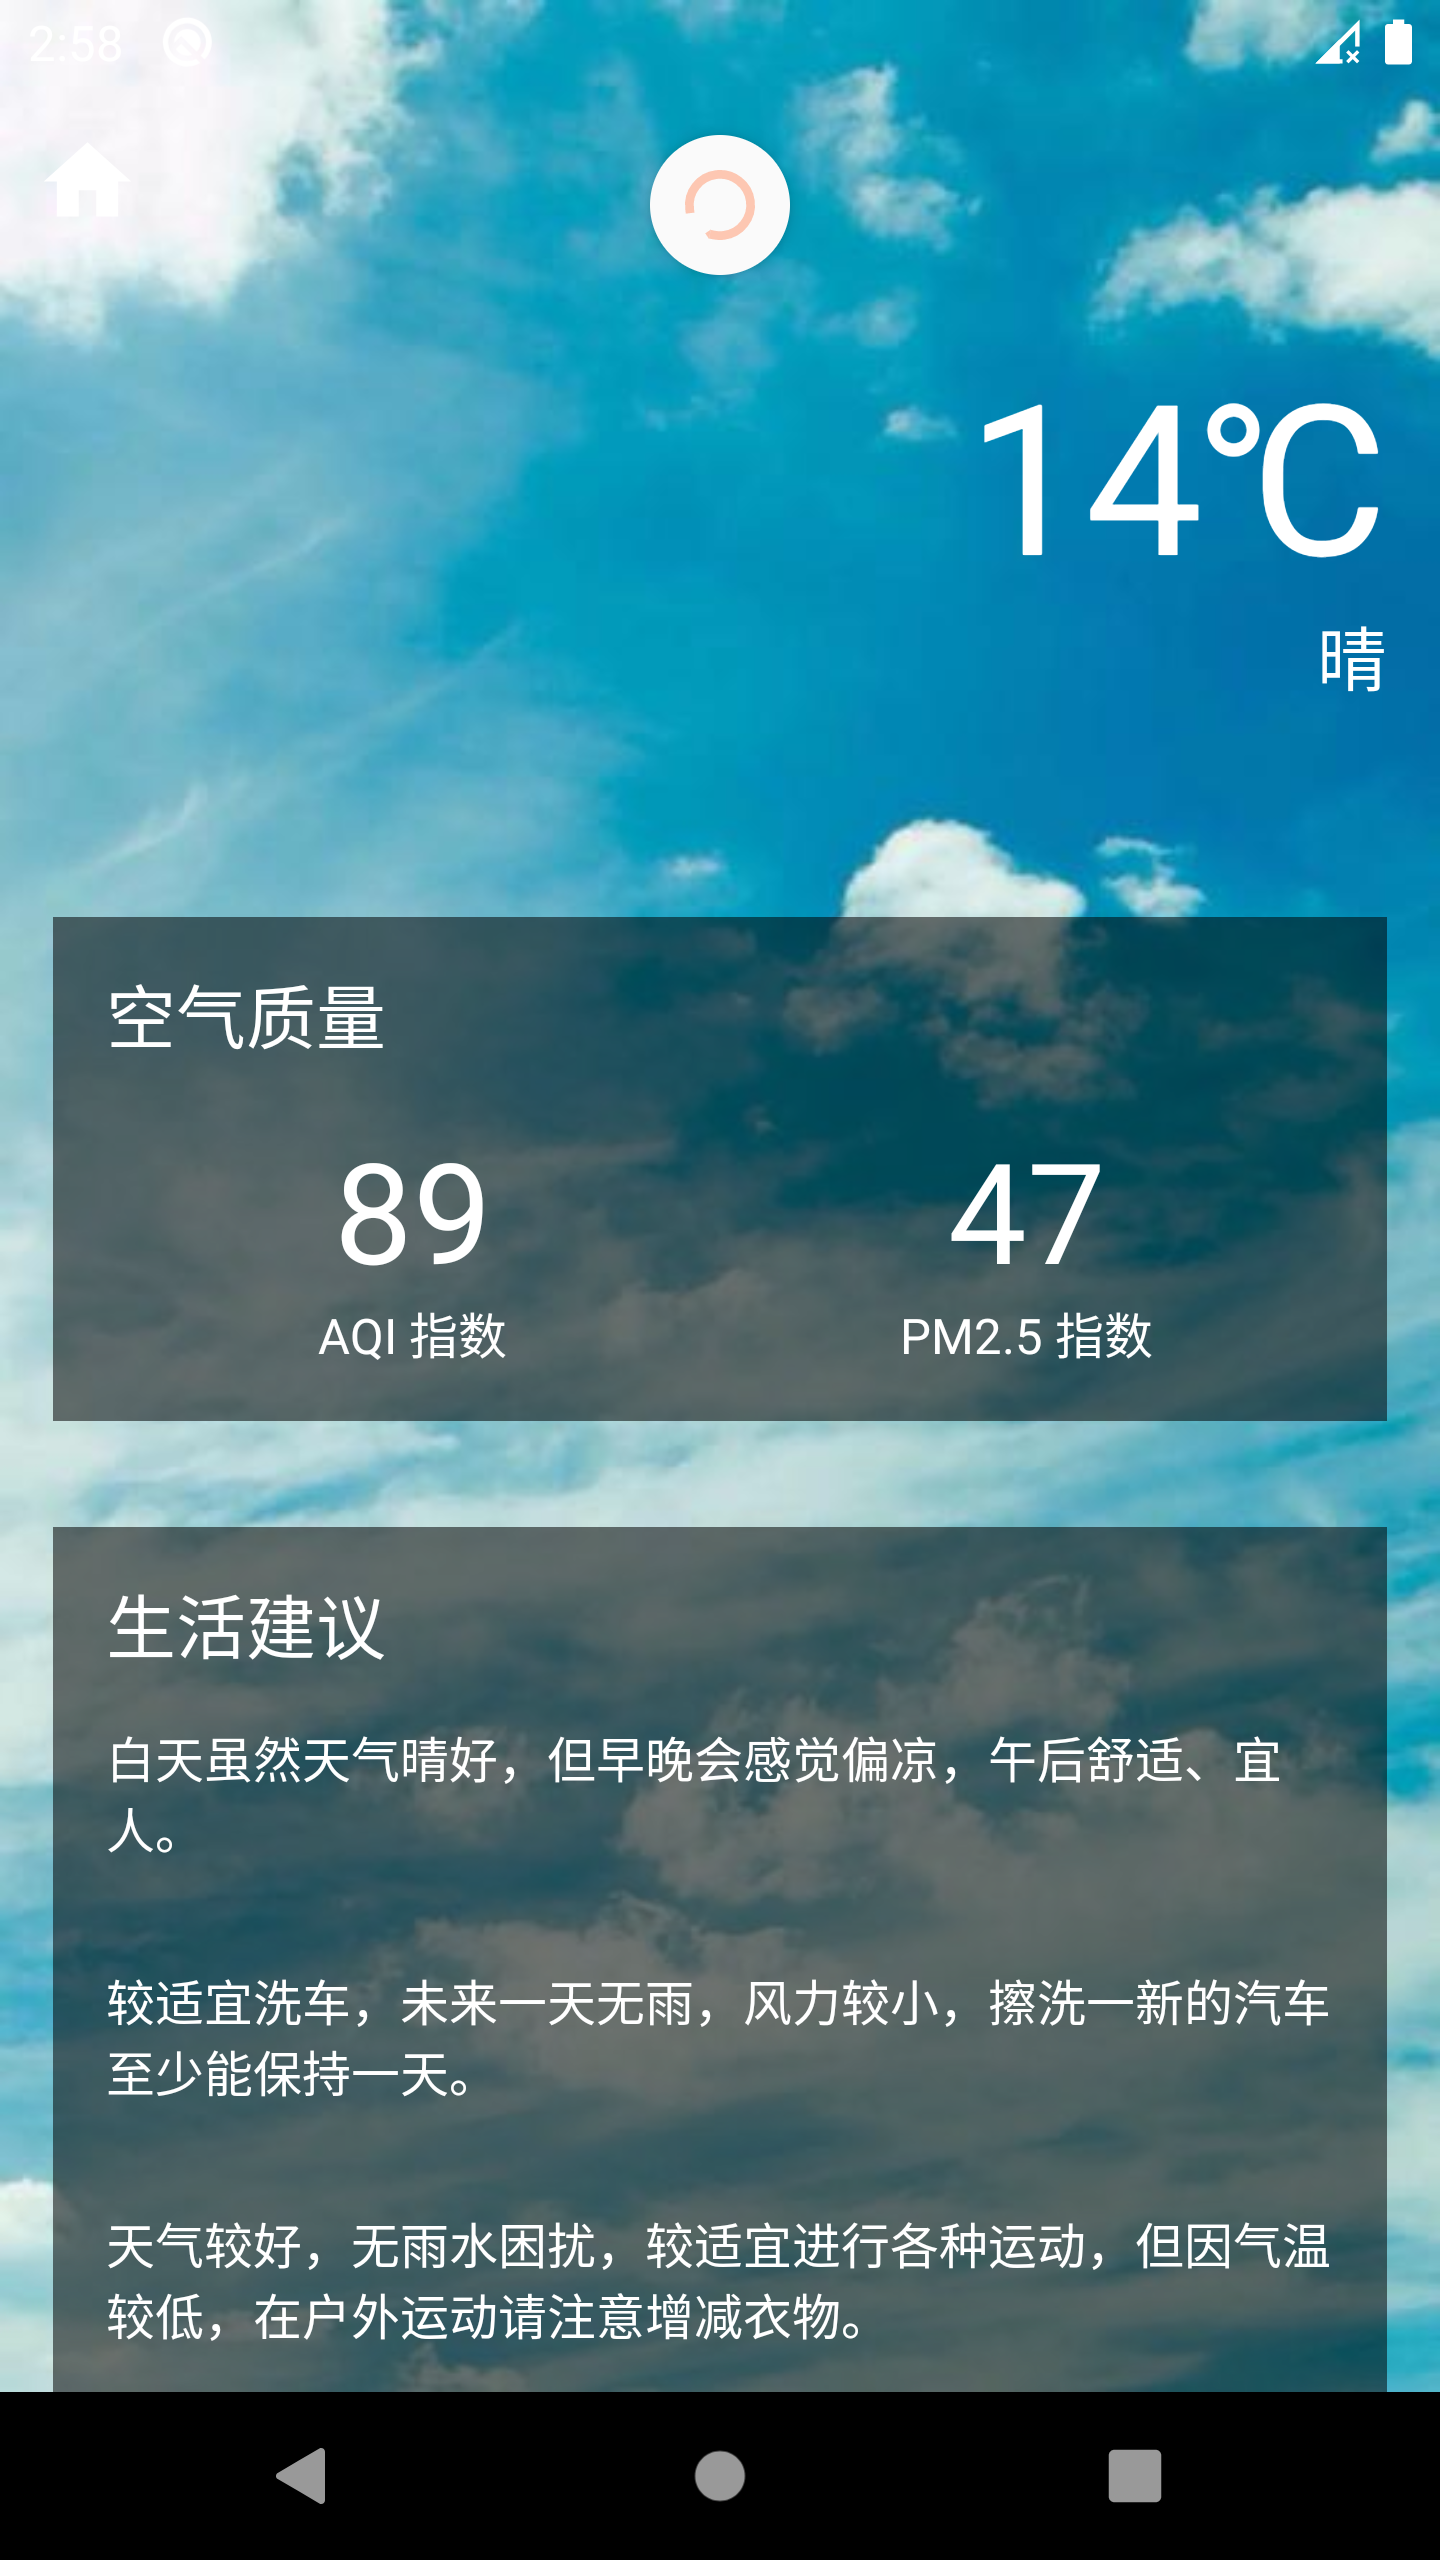 2:58
14℃
晴
空气质量
89
47
AQI 指数
PM2.5 指数
生活建议
白天虽然天气晴好，但早晚会感觉偏凉，午后舒适、宜
人。
较适宜洗车，未来一天无雨，风力较小，擦洗一新的汽车
至少能保持一天。
天气较好，无雨水困扰，较适宜进行各种运动，但因气温
较低，在户外运动请注意增减衣物。